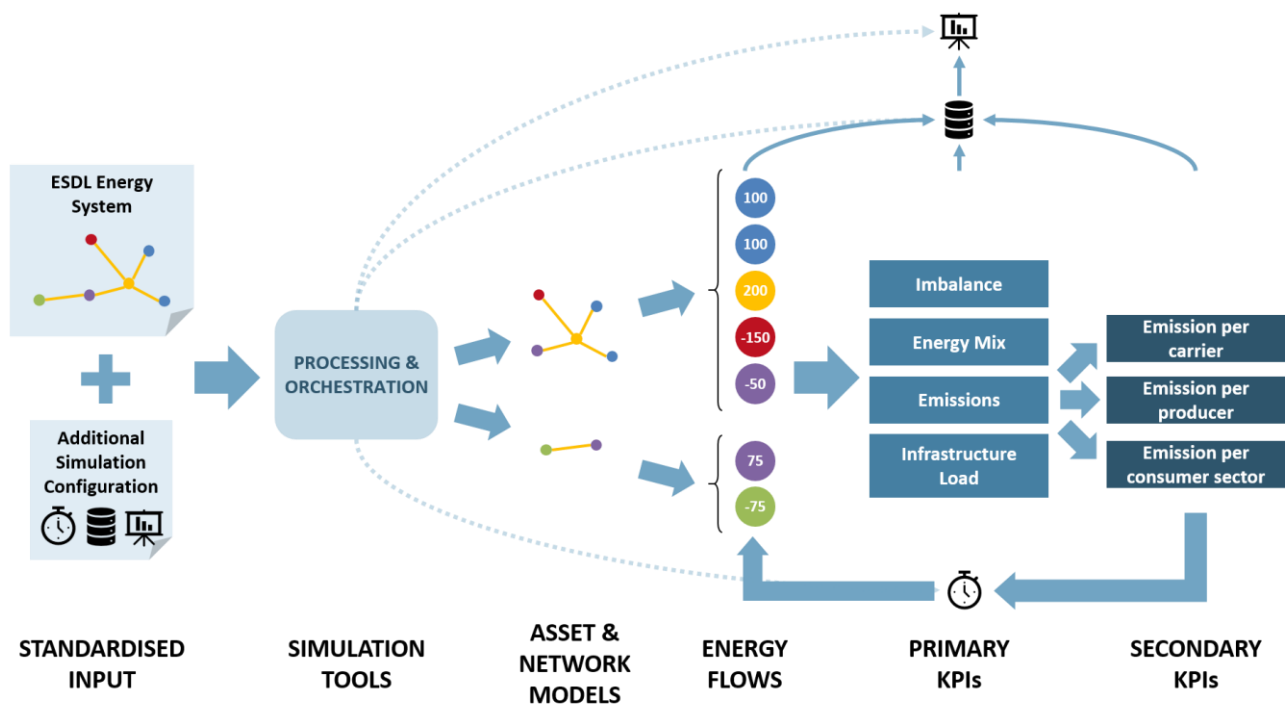 ESDL Energy
System
Additional
Simulation
Configuration
PROCESSING &
ORCHESTRATION
100
100
200
-150
-50
75
-75
Imbalance
Energy Mix
Emissions
Infrastructure
Load
Emission per
carrier
Emission per
producer
Emission per
consumer sector
STANDARDISED
INPUT
SIMULATION
TOOLS
ASSET &
NETWORK
MODELS
ENERGY
FLOWS
PRIMARY
KPIs
SECONDARY
KPIs